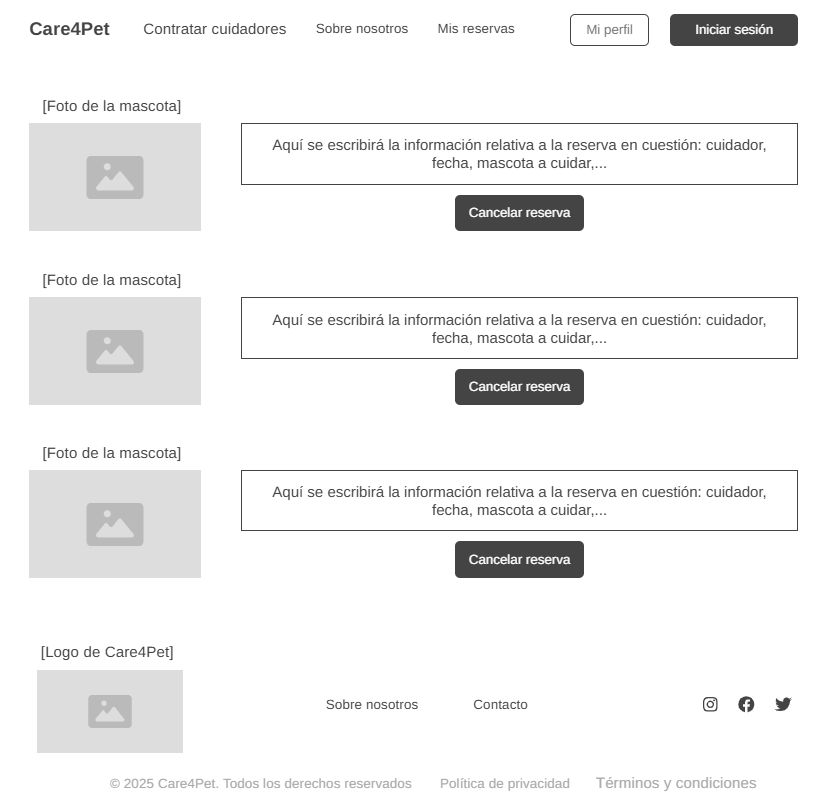 Care4Pet
Contratar cuidadores
Sobre nosotros
Mis reservas
Mi perfil
Iniciar sesión
[Foto de la mascota]
Aquí se escribirá la información relativa a la reserva en cuestión: cuidador,
fecha, mascota a cuidar,...
Cancelar reserva
[Foto de la mascota]
Aquí se escribirá la información relativa a la reserva en cuestión: cuidador,
fecha, mascota a cuidar,...
Cancelar reserva
[Foto de la mascota]
Aquí se escribirá la información relativa a la reserva en cuestión: cuidador,
fecha, mascota a cuidar,...
Cancelar reserva
[Logo de Care4Pet]
Sobre nosotros
Contacto
© 2025 Care4Pet. Todos los derechos reservados
Política de privacidad
Términos y condiciones